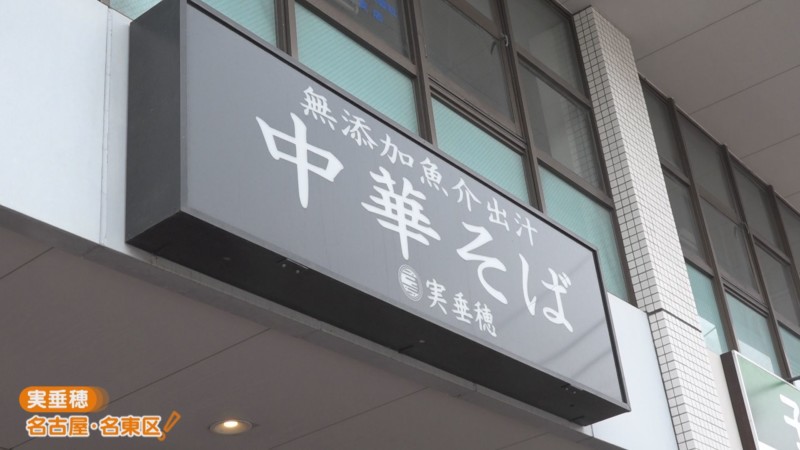 無添加魚介出汁
中華そば
実垂穂
実垂穂
名古屋・名東区